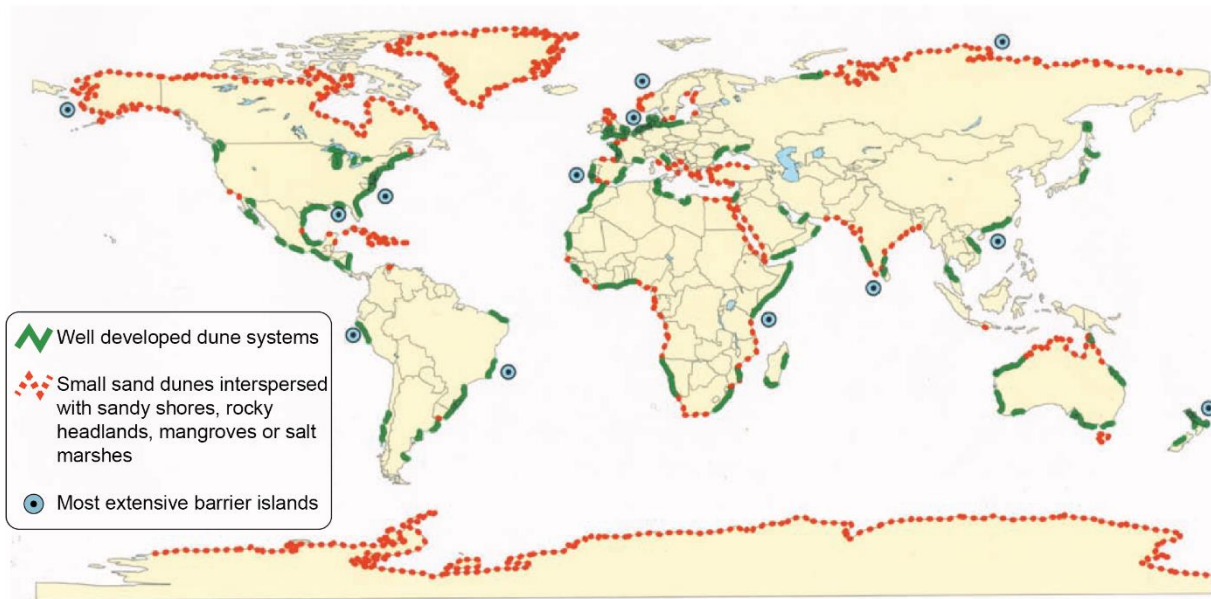 Well developed dune systems
Small sand dunes interspersed
with sandy shores, rocky
headlands, mangroves or salt
marshes
Most extensive barrier islands